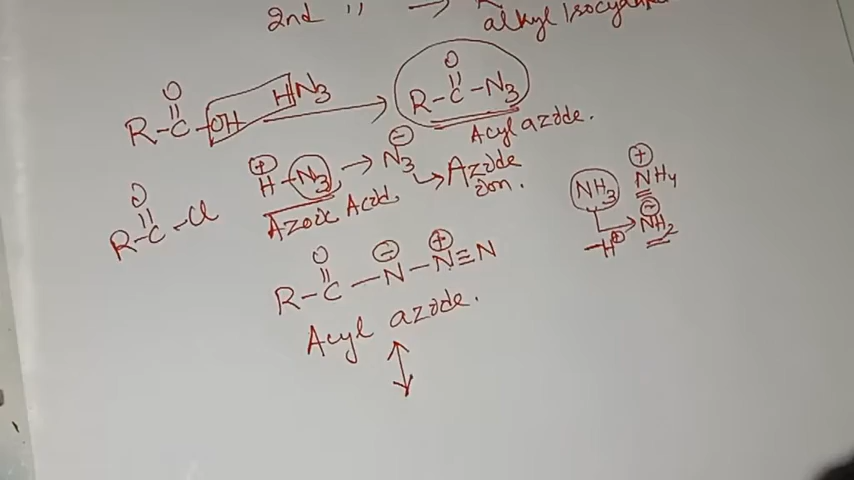 2nd " →
alkyl Isocyanate
O
R-C-OH HN3 → R-C-N3
O
Acyl azide.
H-N3 → N3 → Azide ion.
Azoic Acid
NH3 NH4
-H NH2
O
R-C-Cl
O
R-C-N-N≡N
Acyl azide.